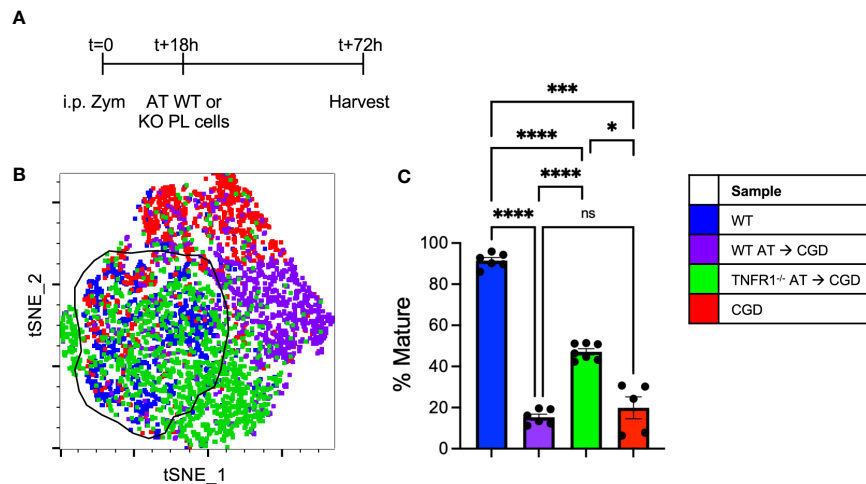 A
t=0 t+18h t+72h
i.p. Zym AT WT or Harvest
KO PL cells
B
tSNE_2
tSNE_1
C
***
**** *
****
**** ns
% Mature
100
80
60
40
20
0
Sample
WT
WT AT → CGD
TNFR1⁻/⁻ AT → CGD
CGD